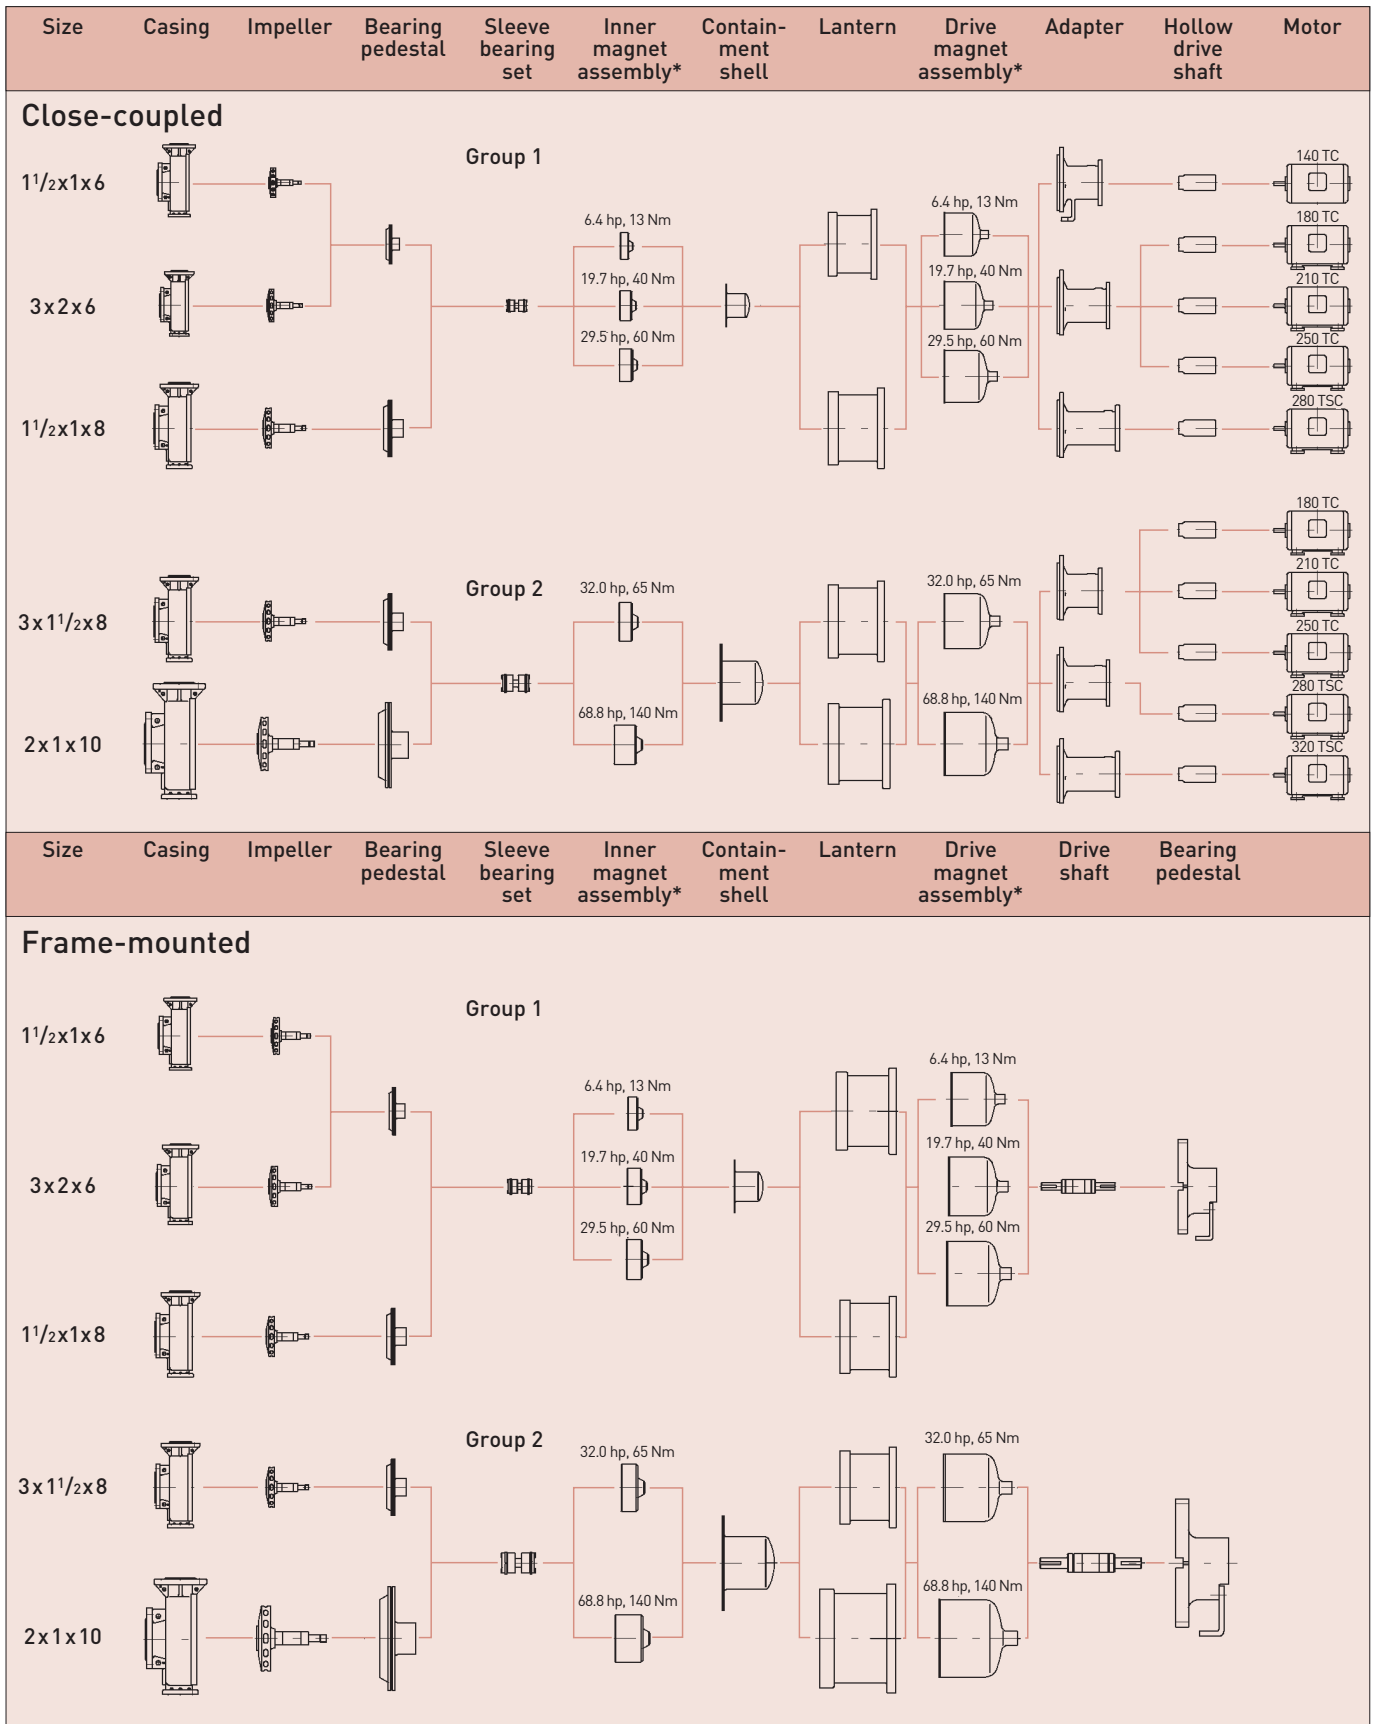 Size Casing Impeller Bearing Sleeve Inner Contain- Lantern Drive Adapter Hollow Motor
pedestal bearing magnet ment magnet drive
set assembly* shell assembly* shaft
Close-coupled
Group 1
140 TC
1¹/2x1x6
6.4 hp, 13 Nm
6.4 hp, 13 Nm
180 TC
19.7 hp, 40 Nm
19.7 hp, 40 Nm
210 TC
3x2x6
29.5 hp, 60 Nm
29.5 hp, 60 Nm
250 TC
280 TSC
1¹/2x1x8
180 TC
Group 2
32.0 hp, 65 Nm
32.0 hp, 65 Nm
210 TC
3x1¹/2x8
250 TC
280 TSC
68.8 hp, 140 Nm
68.8 hp, 140 Nm
2x1x10
320 TSC
Size Casing Impeller Bearing Sleeve Inner Contain- Lantern Drive Drive Bearing
pedestal bearing magnet ment magnet shaft pedestal
set assembly* shell assembly*
Frame-mounted
Group 1
1¹/2x1x6
6.4 hp, 13 Nm
6.4 hp, 13 Nm
19.7 hp, 40 Nm
19.7 hp, 40 Nm
3x2x6
29.5 hp, 60 Nm
29.5 hp, 60 Nm
1¹/2x1x8
Group 2
32.0 hp, 65 Nm
32.0 hp, 65 Nm
3x1¹/2x8
68.8 hp, 140 Nm
68.8 hp, 140 Nm
2x1x10